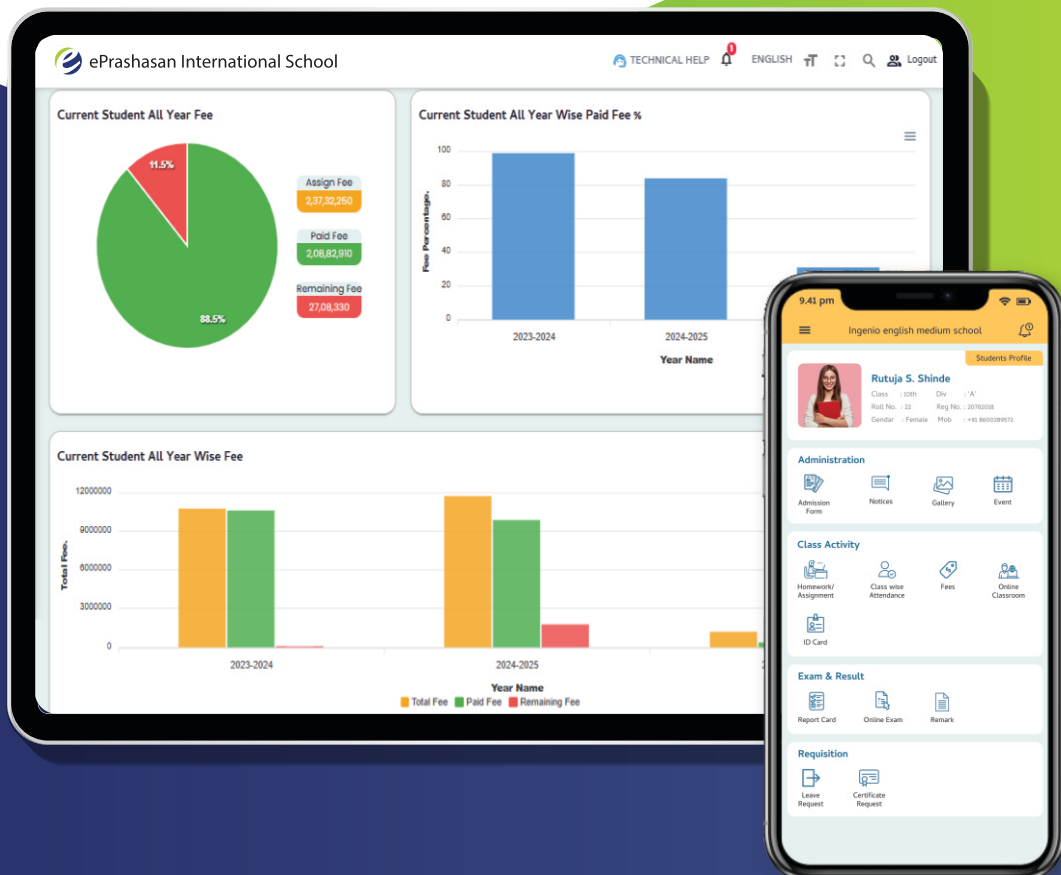 ePrashasan International School
TECHNICAL HELP
1
ENGLISH
Logout
Current Student All Year Fee
11.5%
88.5%
Assign Fee
2,37,32,250
Paid Fee
2,08,82,910
Remaining Fee
27,08,330
Current Student All Year Wise Paid Fee %
100
80
60
40
20
0
Fee Percentage.
2023-2024
2024-2025
Year Name
Current Student All Year Wise Fee
12000000
9000000
6000000
3000000
0
Total Fee.
2023-2024
2024-2025
Year Name
Total Fee Paid Fee Remaining Fee
9.41 pm
Ingenio english medium school
Students Profile
Rutuja S. Shinde
Class : 10th Div : 'A'
Roll No. : 22 Reg No. : 20782018
Gendar : Female Mob : +91 8600289572
Administration
Admission
Form
Notices
Gallery
Event
Class Activity
Homework/
Assignment
Class wise
Attendance
Fees
Online
Classroom
ID Card
Exam & Result
Report Card
Online Exam
Remark
Requisition
Leave
Request
Certificate
Request